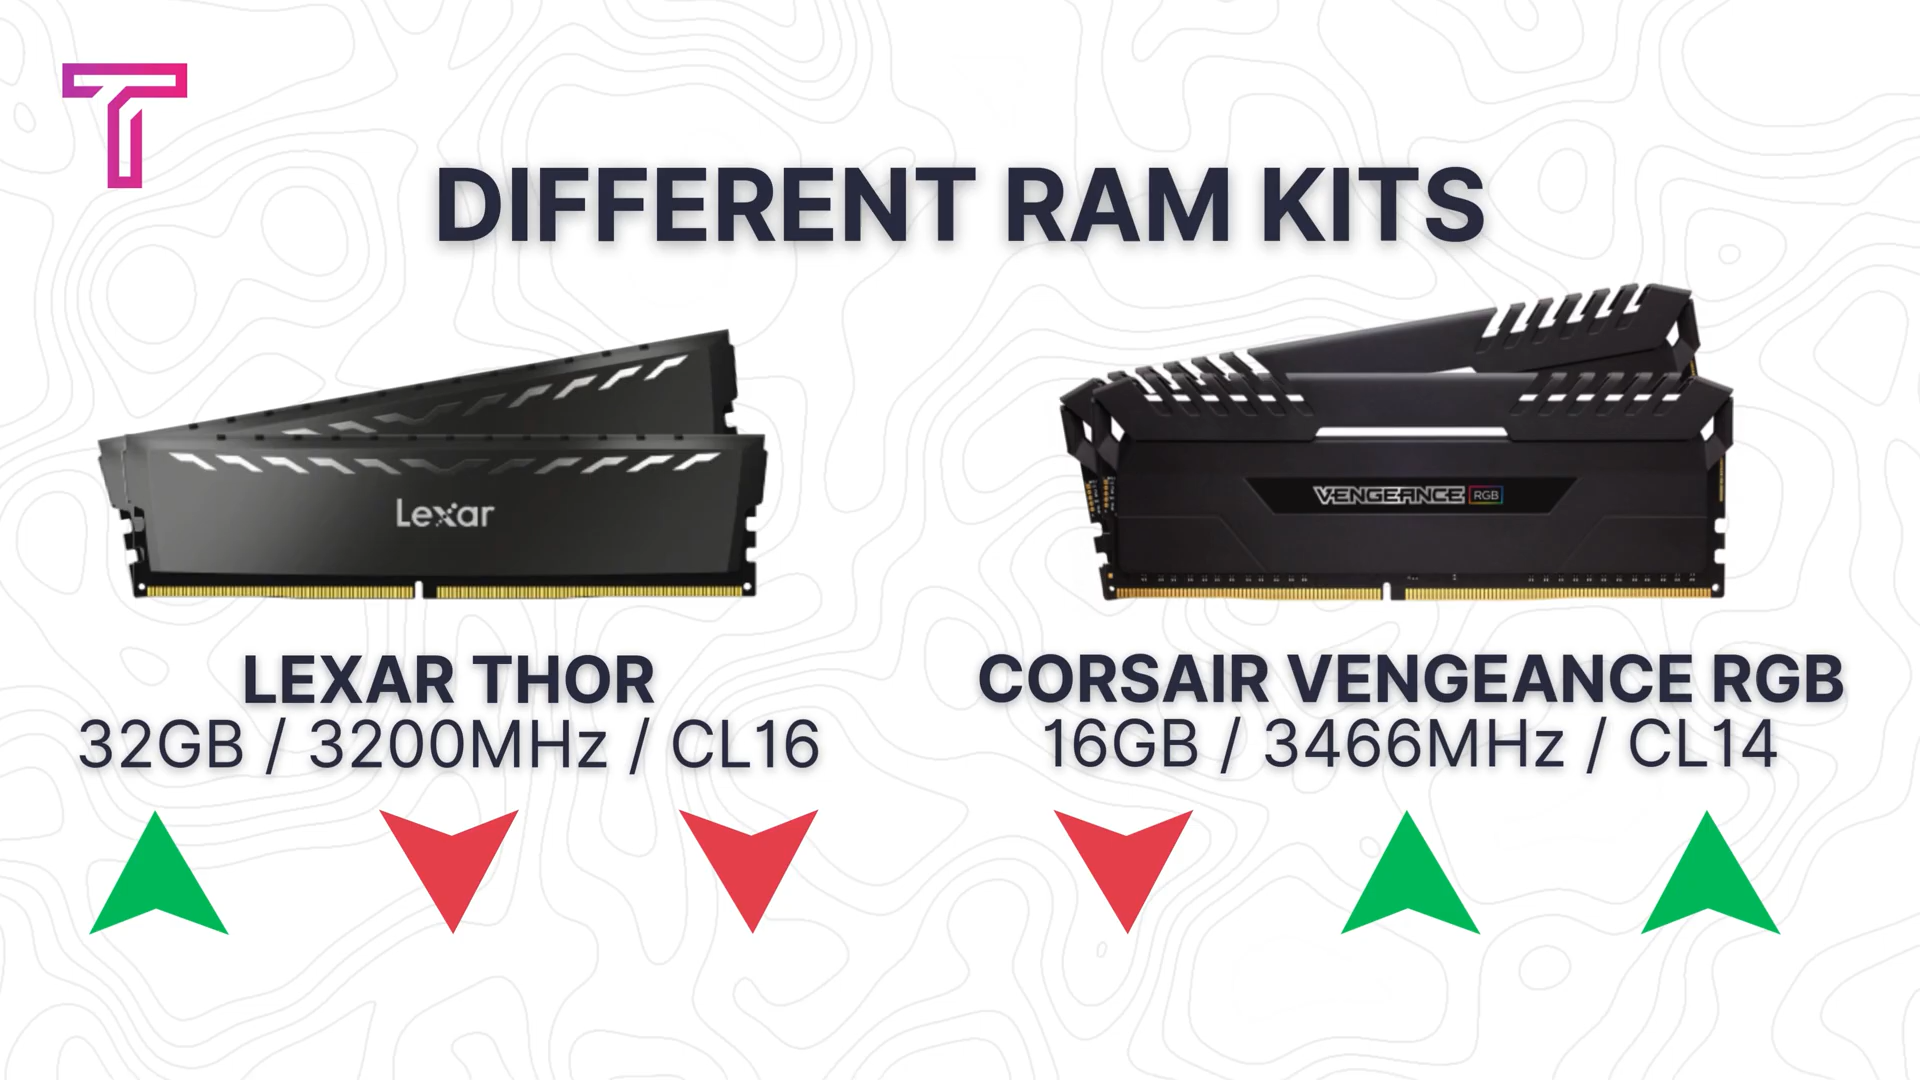 DIFFERENT RAM KITS
Lexar
VENGEANCE RGB
LEXAR THOR
32GB / 3200MHz / CL16
CORSAIR VENGEANCE RGB
16GB / 3466MHz / CL14